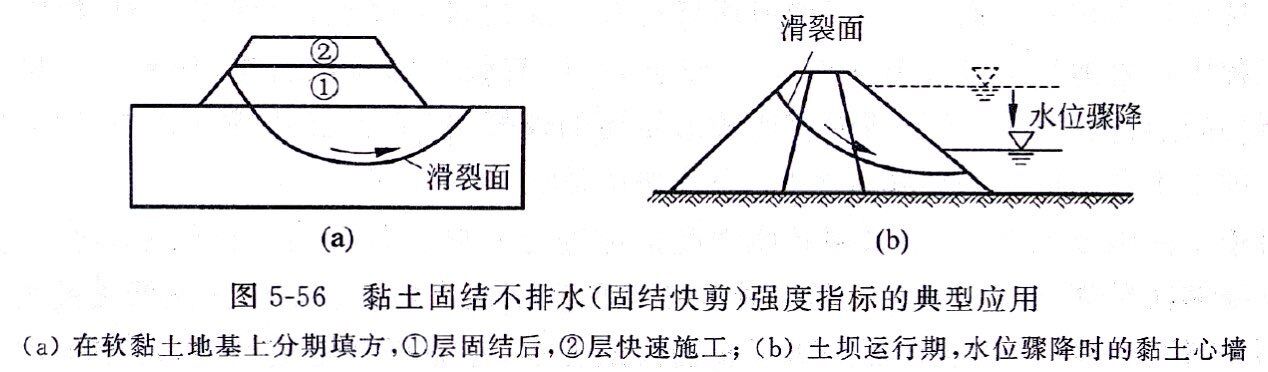 滑裂面
②
①
水位骤降
滑裂面
(a)
(b)
图 5-56 黏土固结不排水(固结快剪)强度指标的典型应用
(a) 在软黏土地基上分期填方,①层固结后,②层快速施工;(b) 土坝运行期,水位骤降时的黏土心墙